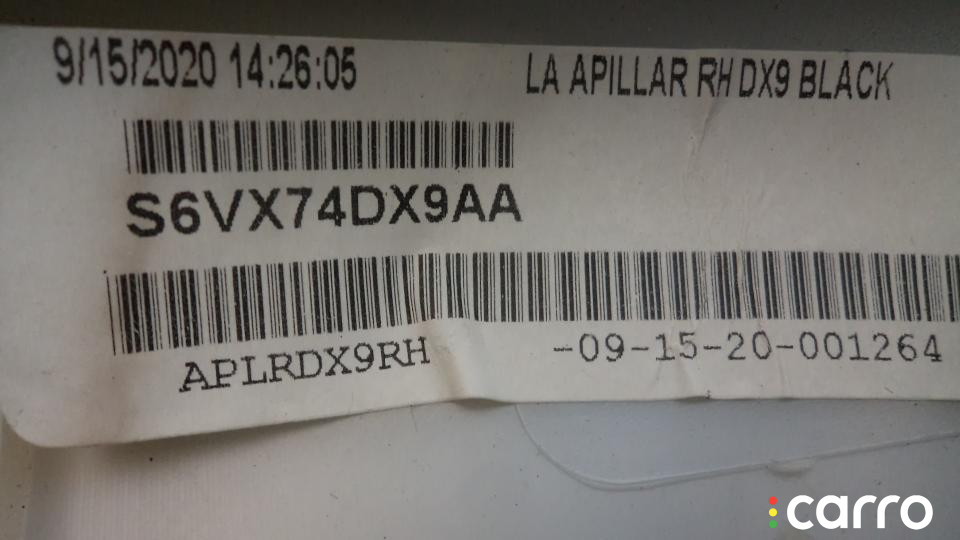 9/15/2020 14:26:05 LA APILLAR RH DX9 BLACK
S6VX74DX9AA
APLRDX9RH -09-15-20-001264
carro